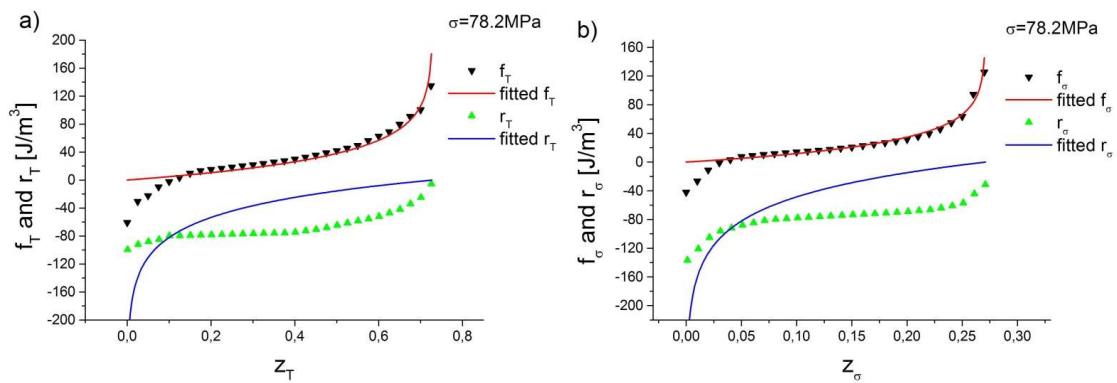 a)
σ=78.2MPa
f_T and r_T [J/m³]
200
160
120
80
40
0
-40
-80
-120
-160
-200
0,0
0,2
0,4
0,6
0,8
z_T
f_T
fitted f_T
r_T
fitted r_T
b)
σ=78.2MPa
f_σ and r_σ [J/m³]
160
120
80
40
0
-40
-80
-120
-160
-200
0,00
0,05
0,10
0,15
0,20
0,25
0,30
z_σ
f_σ
fitted f_σ
r_σ
fitted r_σ